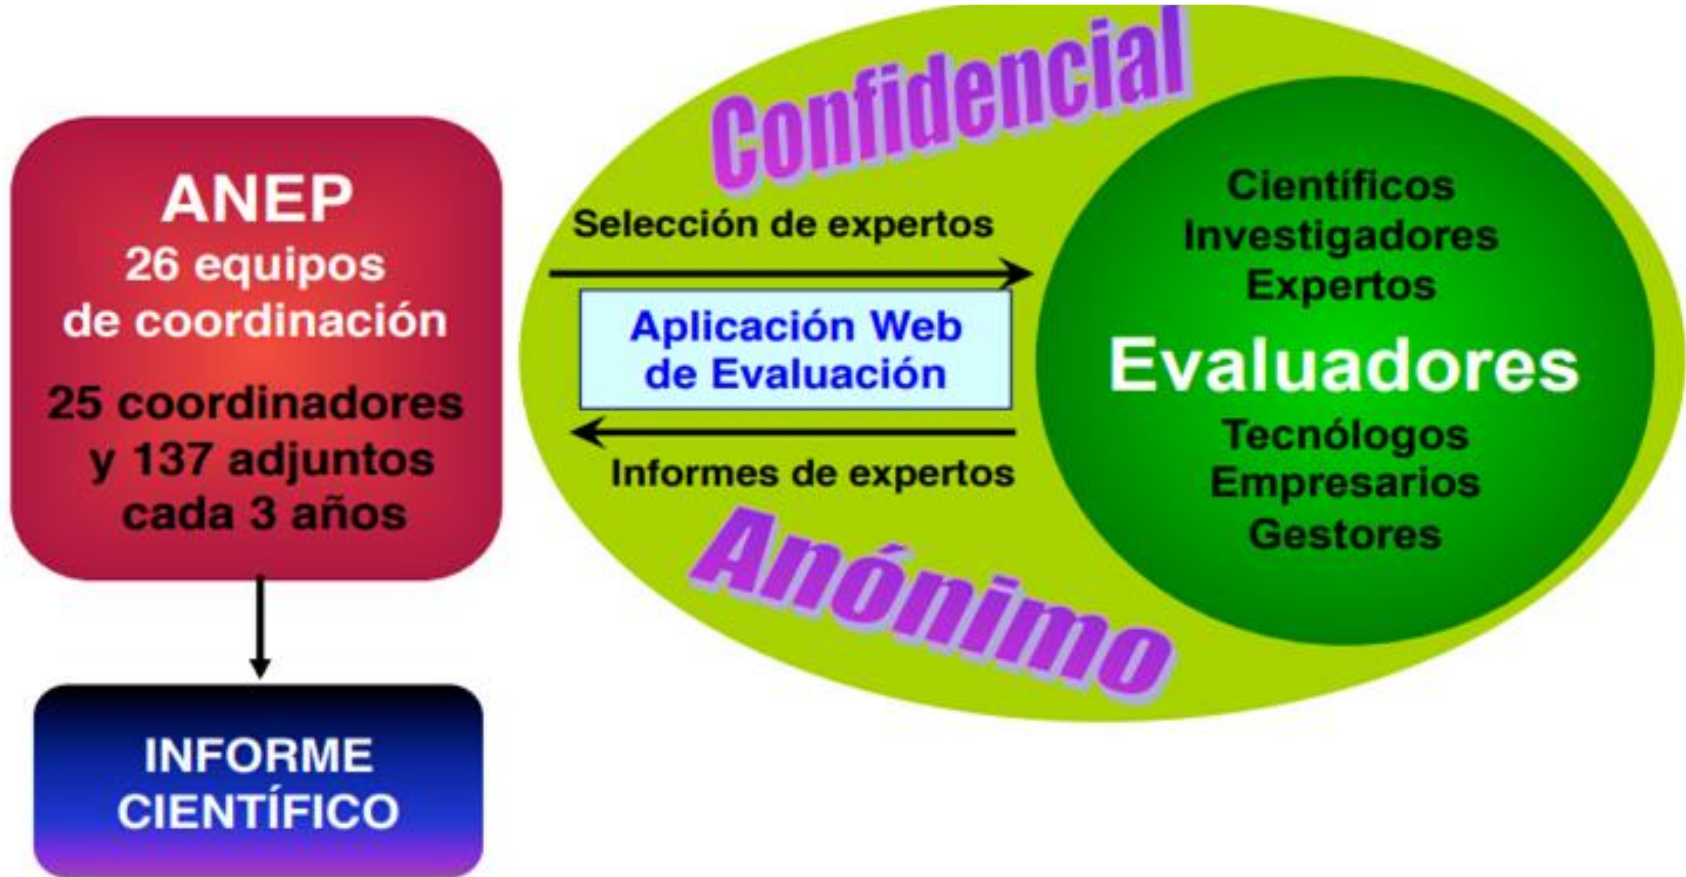 ANEP
26 equipos
de coordinación
25 coordinadores
y 137 adjuntos
cada 3 años
INFORME
CIENTÍFICO
Confidencial
Selección de expertos
Aplicación Web
de Evaluación
Informes de expertos
Anónimo
Científicos
Investigadores
Expertos
Evaluadores
Tecnólogos
Empresarios
Gestores